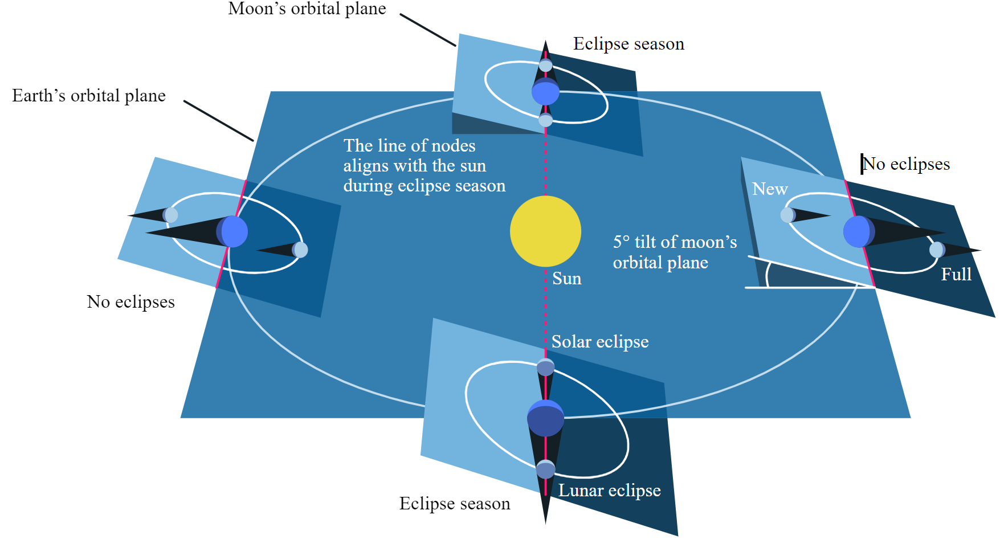 Moon’s orbital plane
Eclipse season
Earth’s orbital plane
The line of nodes
aligns with the sun
during eclipse season
No eclipses
New
5° tilt of moon’s
orbital plane
Sun
Full
No eclipses
Solar eclipse
Lunar eclipse
Eclipse season